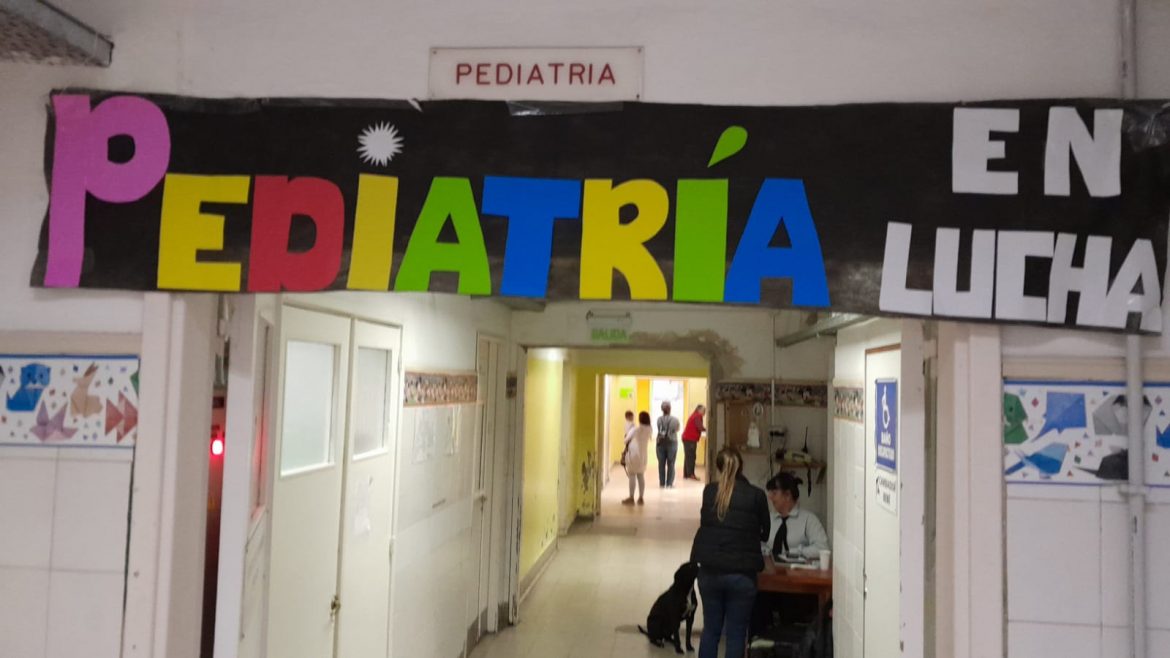 PEDIATRIA
PEDIATRÍA
EN
LUCHA
SALIDA